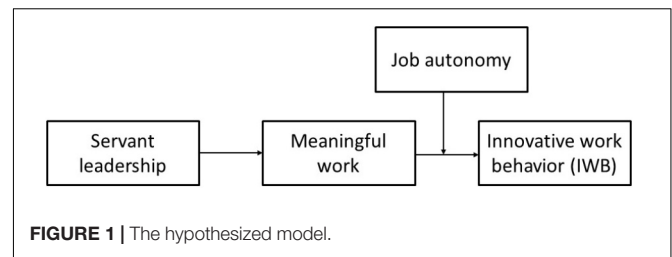 Job autonomy
Servant
leadership
Meaningful
work
Innovative work
behavior (IWB)
FIGURE 1 | The hypothesized model.